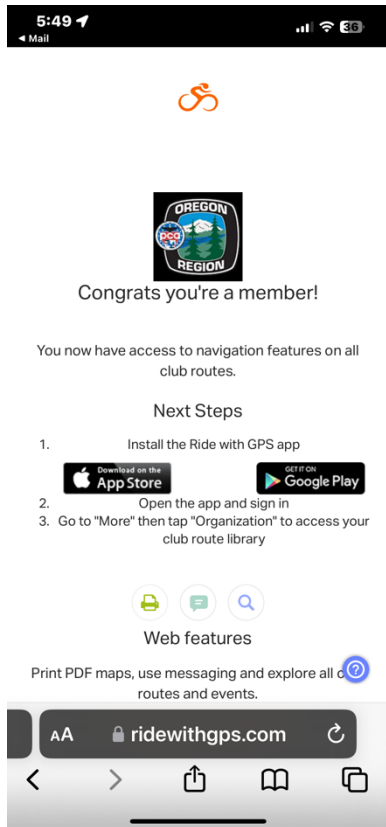 5:49
36
Mail
OREGON
pca
REGION
Congrats you're a member!
You now have access to navigation features on all
club routes.
Next Steps
1. Install the Ride with GPS app
Download on the
App Store
GET IT ON
Google Play
2. Open the app and sign in
3. Go to "More" then tap "Organization" to access your
club route library
Web features
Print PDF maps, use messaging and explore all
routes and events.
AA
ridewithgps.com